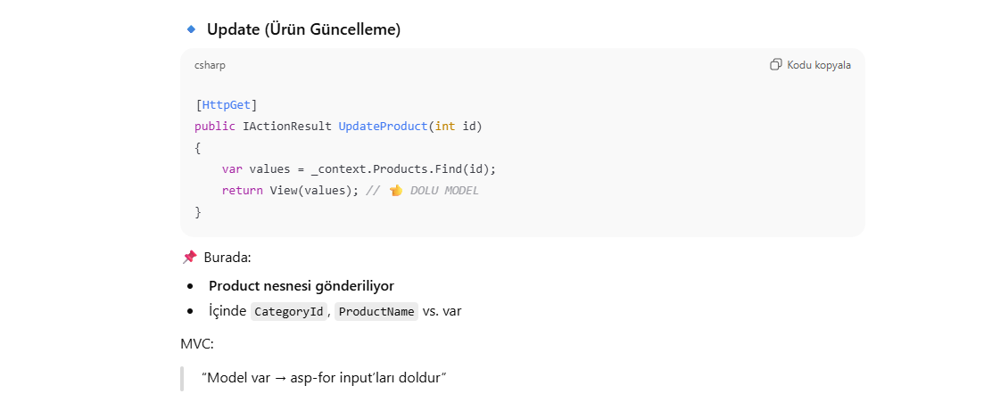 Update (Ürün Güncelleme)
csharp
Kodu kopyala
[HttpGet]
public IActionResult UpdateProduct(int id)
{
    var values = _context.Products.Find(id);
    return View(values); // 👈 DOLU MODEL
}
📌 Burada:
• Product nesnesi gönderiliyor
• İçinde CategoryId, ProductName vs. var
MVC:
“Model var → asp-for input’ları doldur”